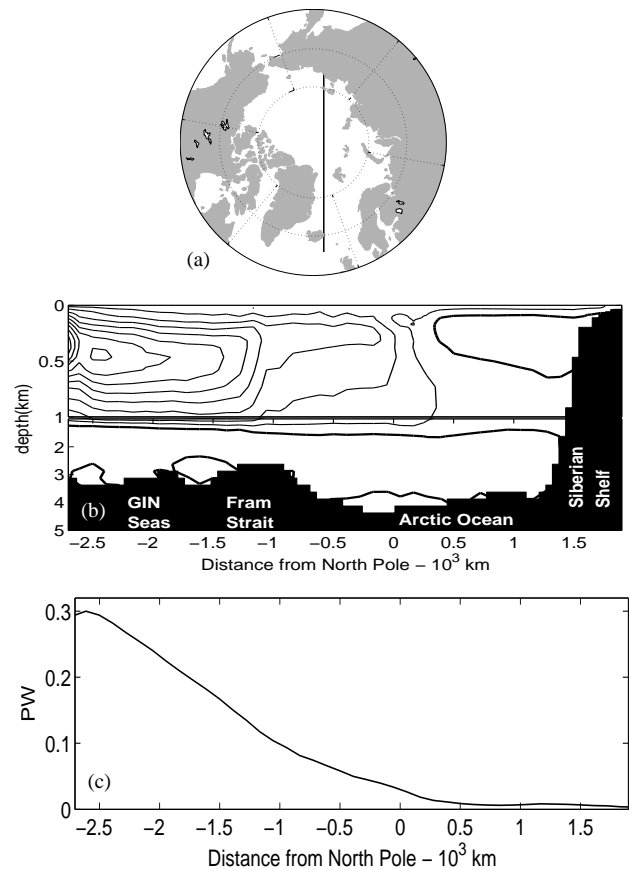 (a)
0
0.5
1
2
3
4
5
depth(km)
(b)
GIN
Seas
Fram
Strait
Arctic Ocean
Siberian
Shelf
−2.5 −2 −1.5 −1 −0.5 0 0.5 1 1.5
Distance from North Pole − 10³ km
0.3
0.2
0.1
0
PW
(c)
−2.5 −2 −1.5 −1 −0.5 0 0.5 1 1.5
Distance from North Pole − 10³ km